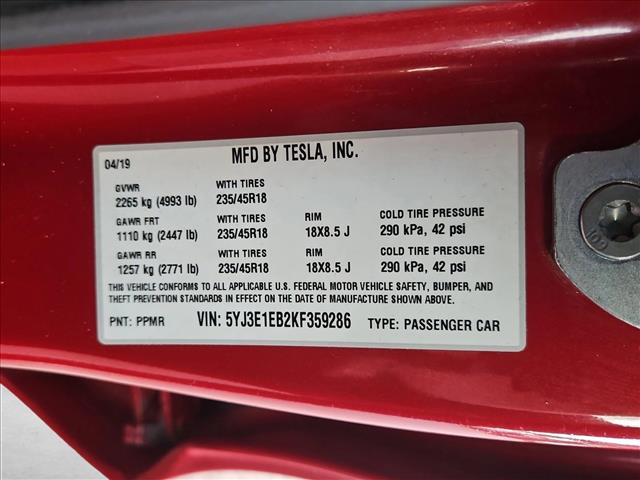 04/19 MFD BY TESLA, INC.
GVWR WITH TIRES
2265 kg (4993 lb) 235/45R18
GAWR FRT WITH TIRES RIM COLD TIRE PRESSURE
1110 kg (2447 lb) 235/45R18 18X8.5 J 290 kPa, 42 psi
GAWR RR WITH TIRES RIM COLD TIRE PRESSURE
1257 kg (2771 lb) 235/45R18 18X8.5 J 290 kPa, 42 psi
THIS VEHICLE CONFORMS TO ALL APPLICABLE U.S. FEDERAL MOTOR VEHICLE SAFETY, BUMPER, AND
THEFT PREVENTION STANDARDS IN EFFECT ON THE DATE OF MANUFACTURE SHOWN ABOVE.
PNT: PPMR VIN: 5YJ3E1EB2KF359286 TYPE: PASSENGER CAR